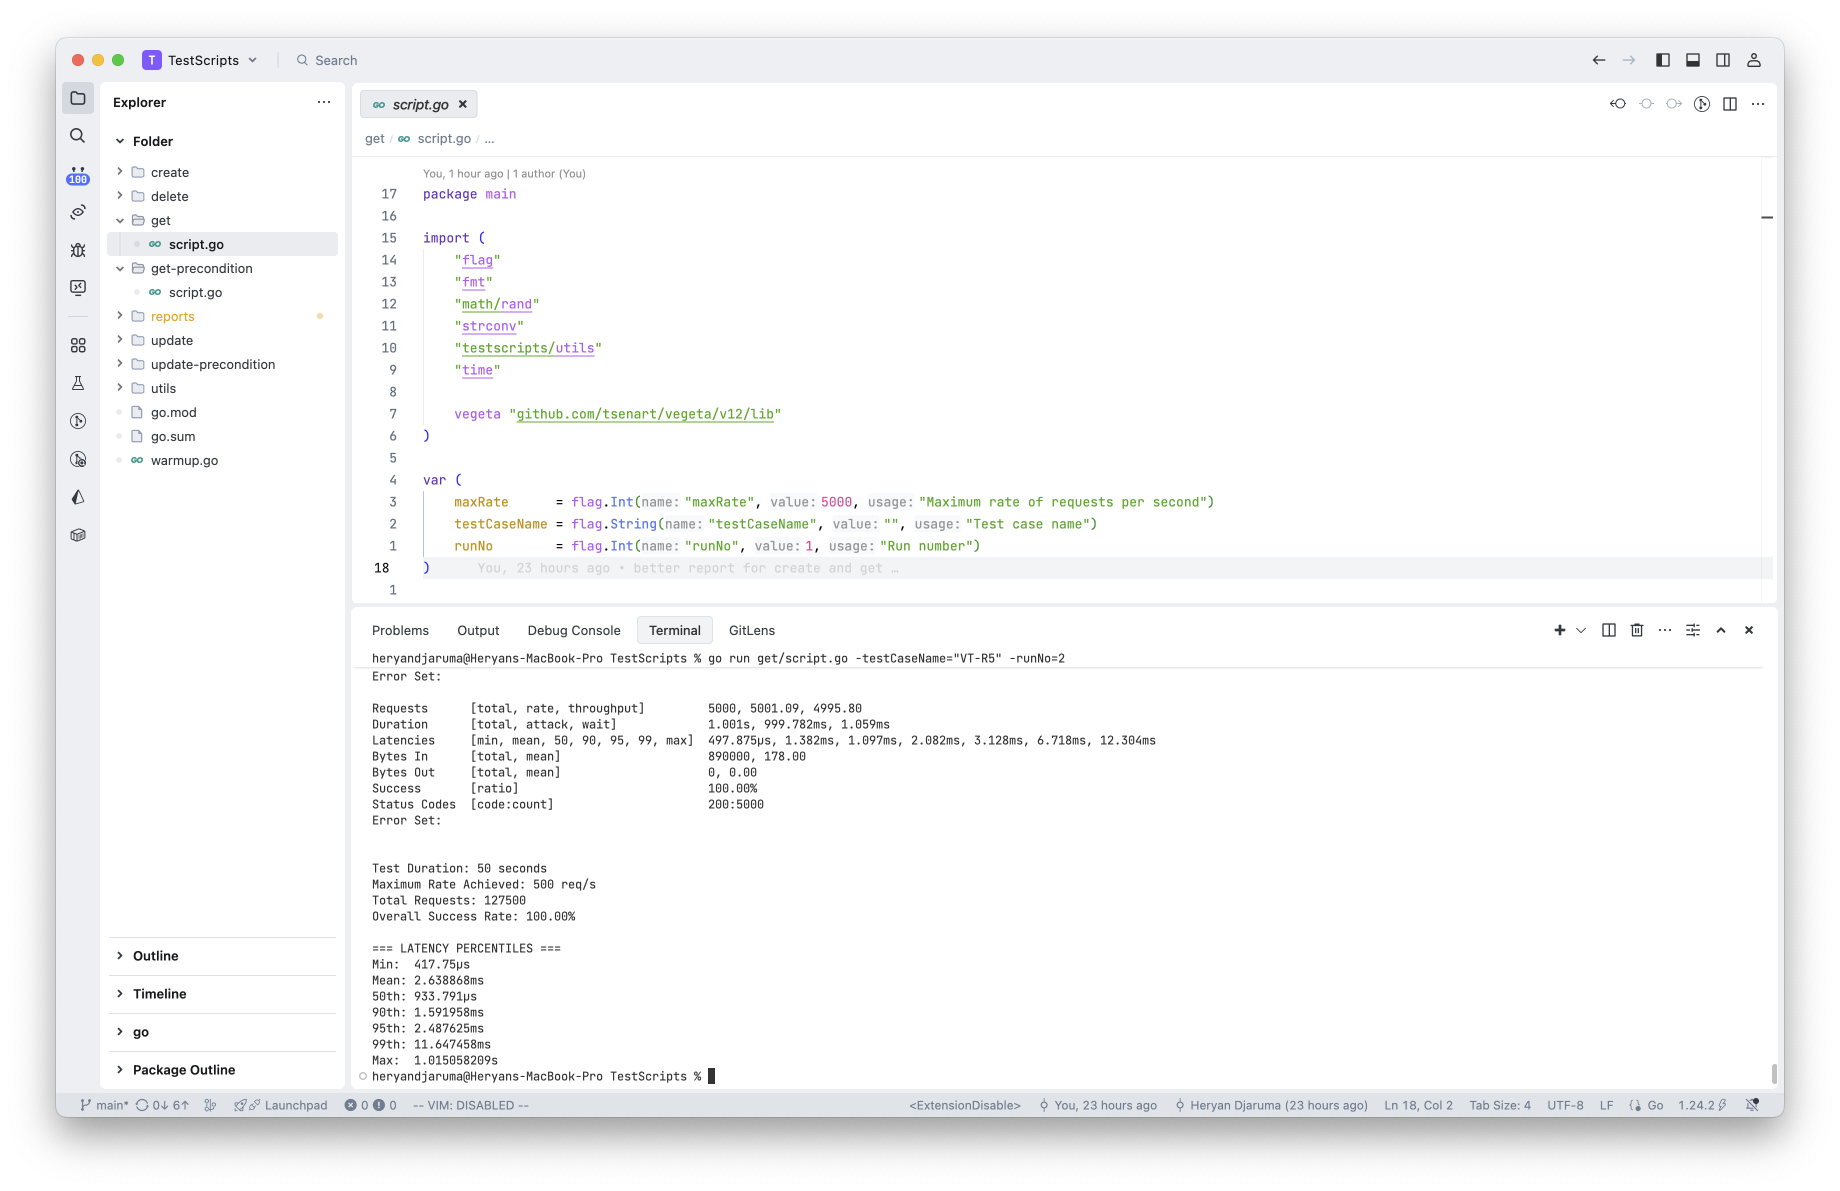 T TestScripts
Search
Explorer
Folder
create
delete
get
script.go
get-precondition
script.go
reports
update
update-precondition
utils
go.mod
go.sum
warmup.go
Outline
Timeline
go
Package Outline
100
script.go
get / script.go / ...
You, 1 hour ago | 1 author (You)
17 package main
16
15 import (
14 "flag"
13 "fmt"
12 "math/rand"
11 "strconv"
10 "testscripts/utils"
9 "time"
8
7 vegeta "github.com/tsenart/vegeta/v12/lib"
6 )
5
4 var (
3 maxRate = flag.Int(name: "maxRate", value: 5000, usage: "Maximum rate of requests per second")
2 testCaseName = flag.String(name: "testCaseName", value: "", usage: "Test case name")
1 runNo = flag.Int(name: "runNo", value: 1, usage: "Run number")
18 ) You, 23 hours ago • better report for create and get …
1
Problems Output Debug Console Terminal GitLens
heryandjaruma@Heryans-MacBook-Pro TestScripts % go run get/script.go -testCaseName="VT-R5" -runNo=2
Error Set:
Requests [total, rate, throughput] 5000, 5001.09, 4995.80
Duration [total, attack, wait] 1.001s, 999.782ms, 1.059ms
Latencies [min, mean, 50, 90, 95, 99, max] 497.875µs, 1.382ms, 1.097ms, 2.082ms, 3.128ms, 6.718ms, 12.304ms
Bytes In [total, mean] 890000, 178.00
Bytes Out [total, mean] 0, 0.00
Success [ratio] 100.00%
Status Codes [code:count] 200:5000
Error Set:
Test Duration: 50 seconds
Maximum Rate Achieved: 500 req/s
Total Requests: 127500
Overall Success Rate: 100.00%
=== LATENCY PERCENTILES ===
Min: 417.75µs
Mean: 2.638868ms
50th: 933.791µs
90th: 1.591958ms
95th: 2.487625ms
99th: 11.647458ms
Max: 1.015058209s
heryandjaruma@Heryans-MacBook-Pro TestScripts %
main* 0↓ 6↑ Launchpad 0 0 -- VIM: DISABLED -- <ExtensionDisable> You, 23 hours ago Heryan Djaruma (23 hours ago) Ln 18, Col 2 Tab Size: 4 UTF-8 LF Go 1.24.2